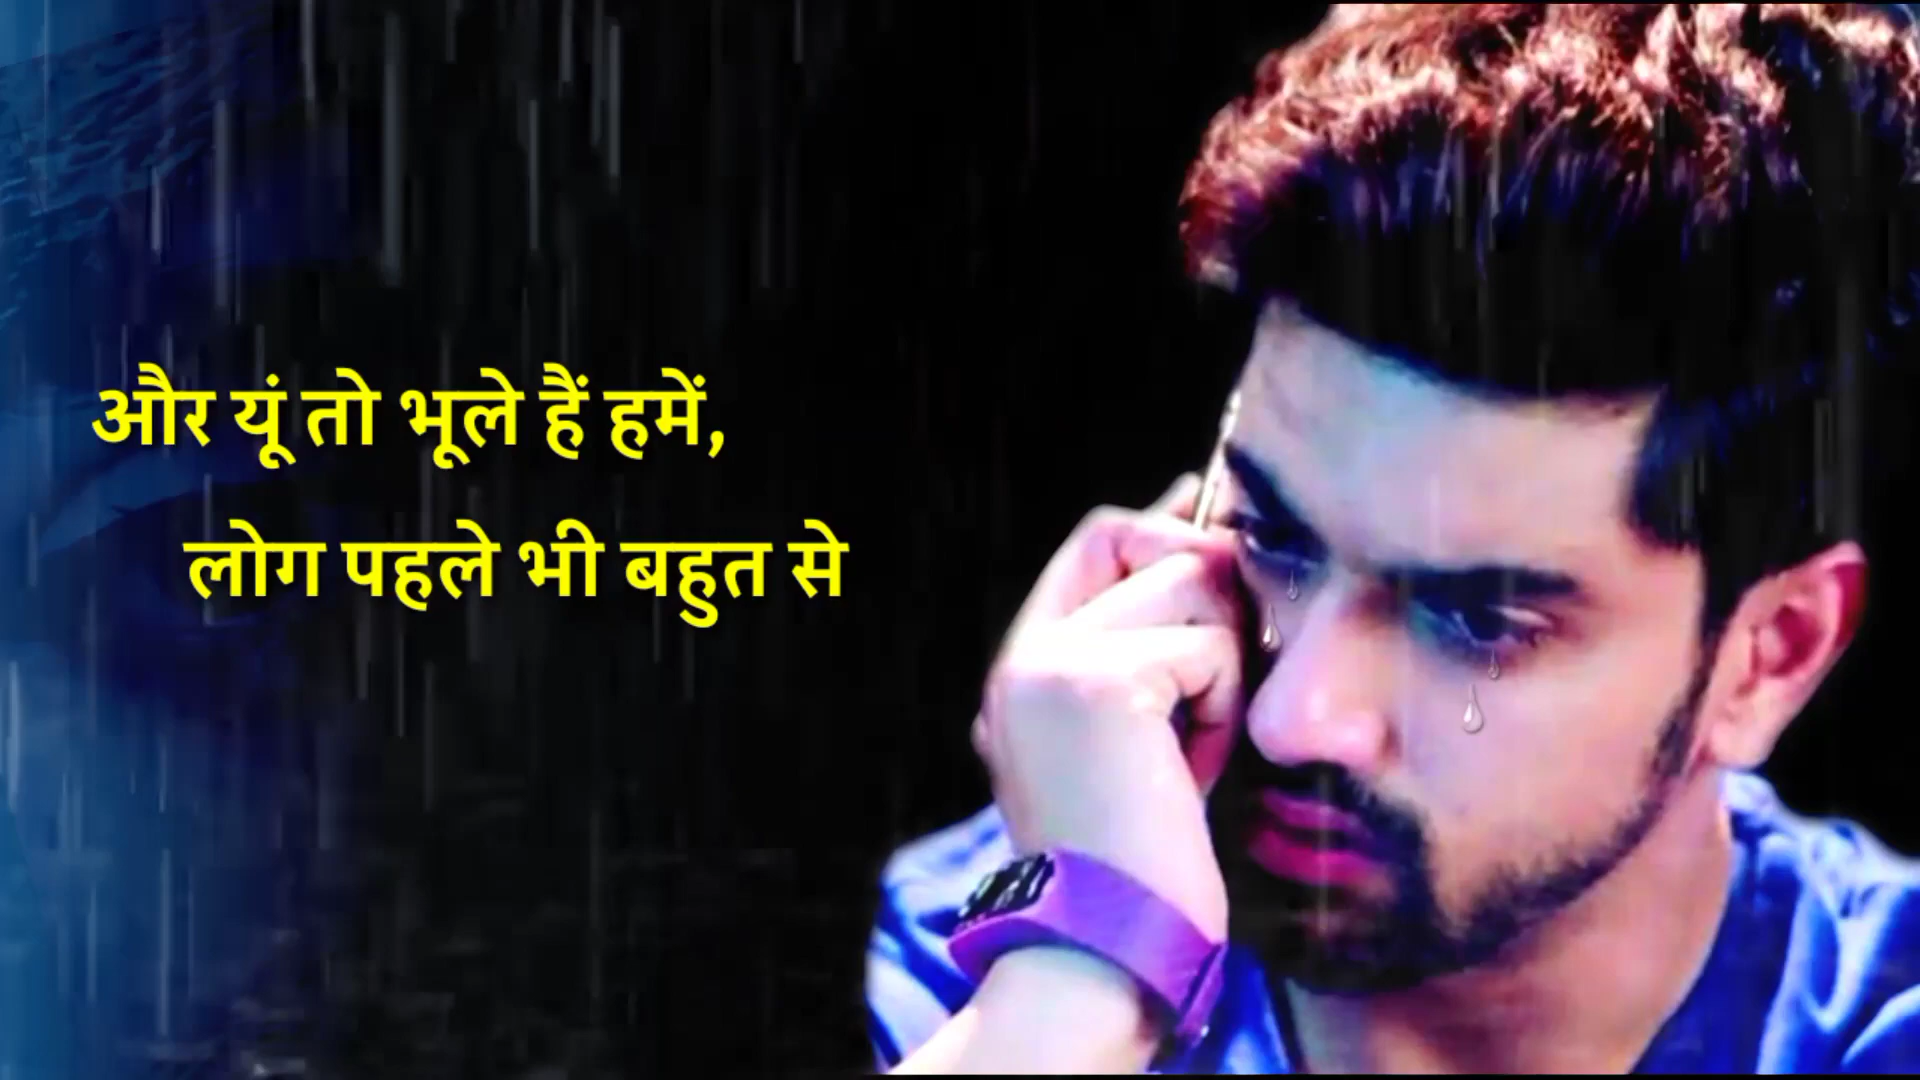 और यूं तो भूले हैं हमें,
लोग पहले भी बहुत से